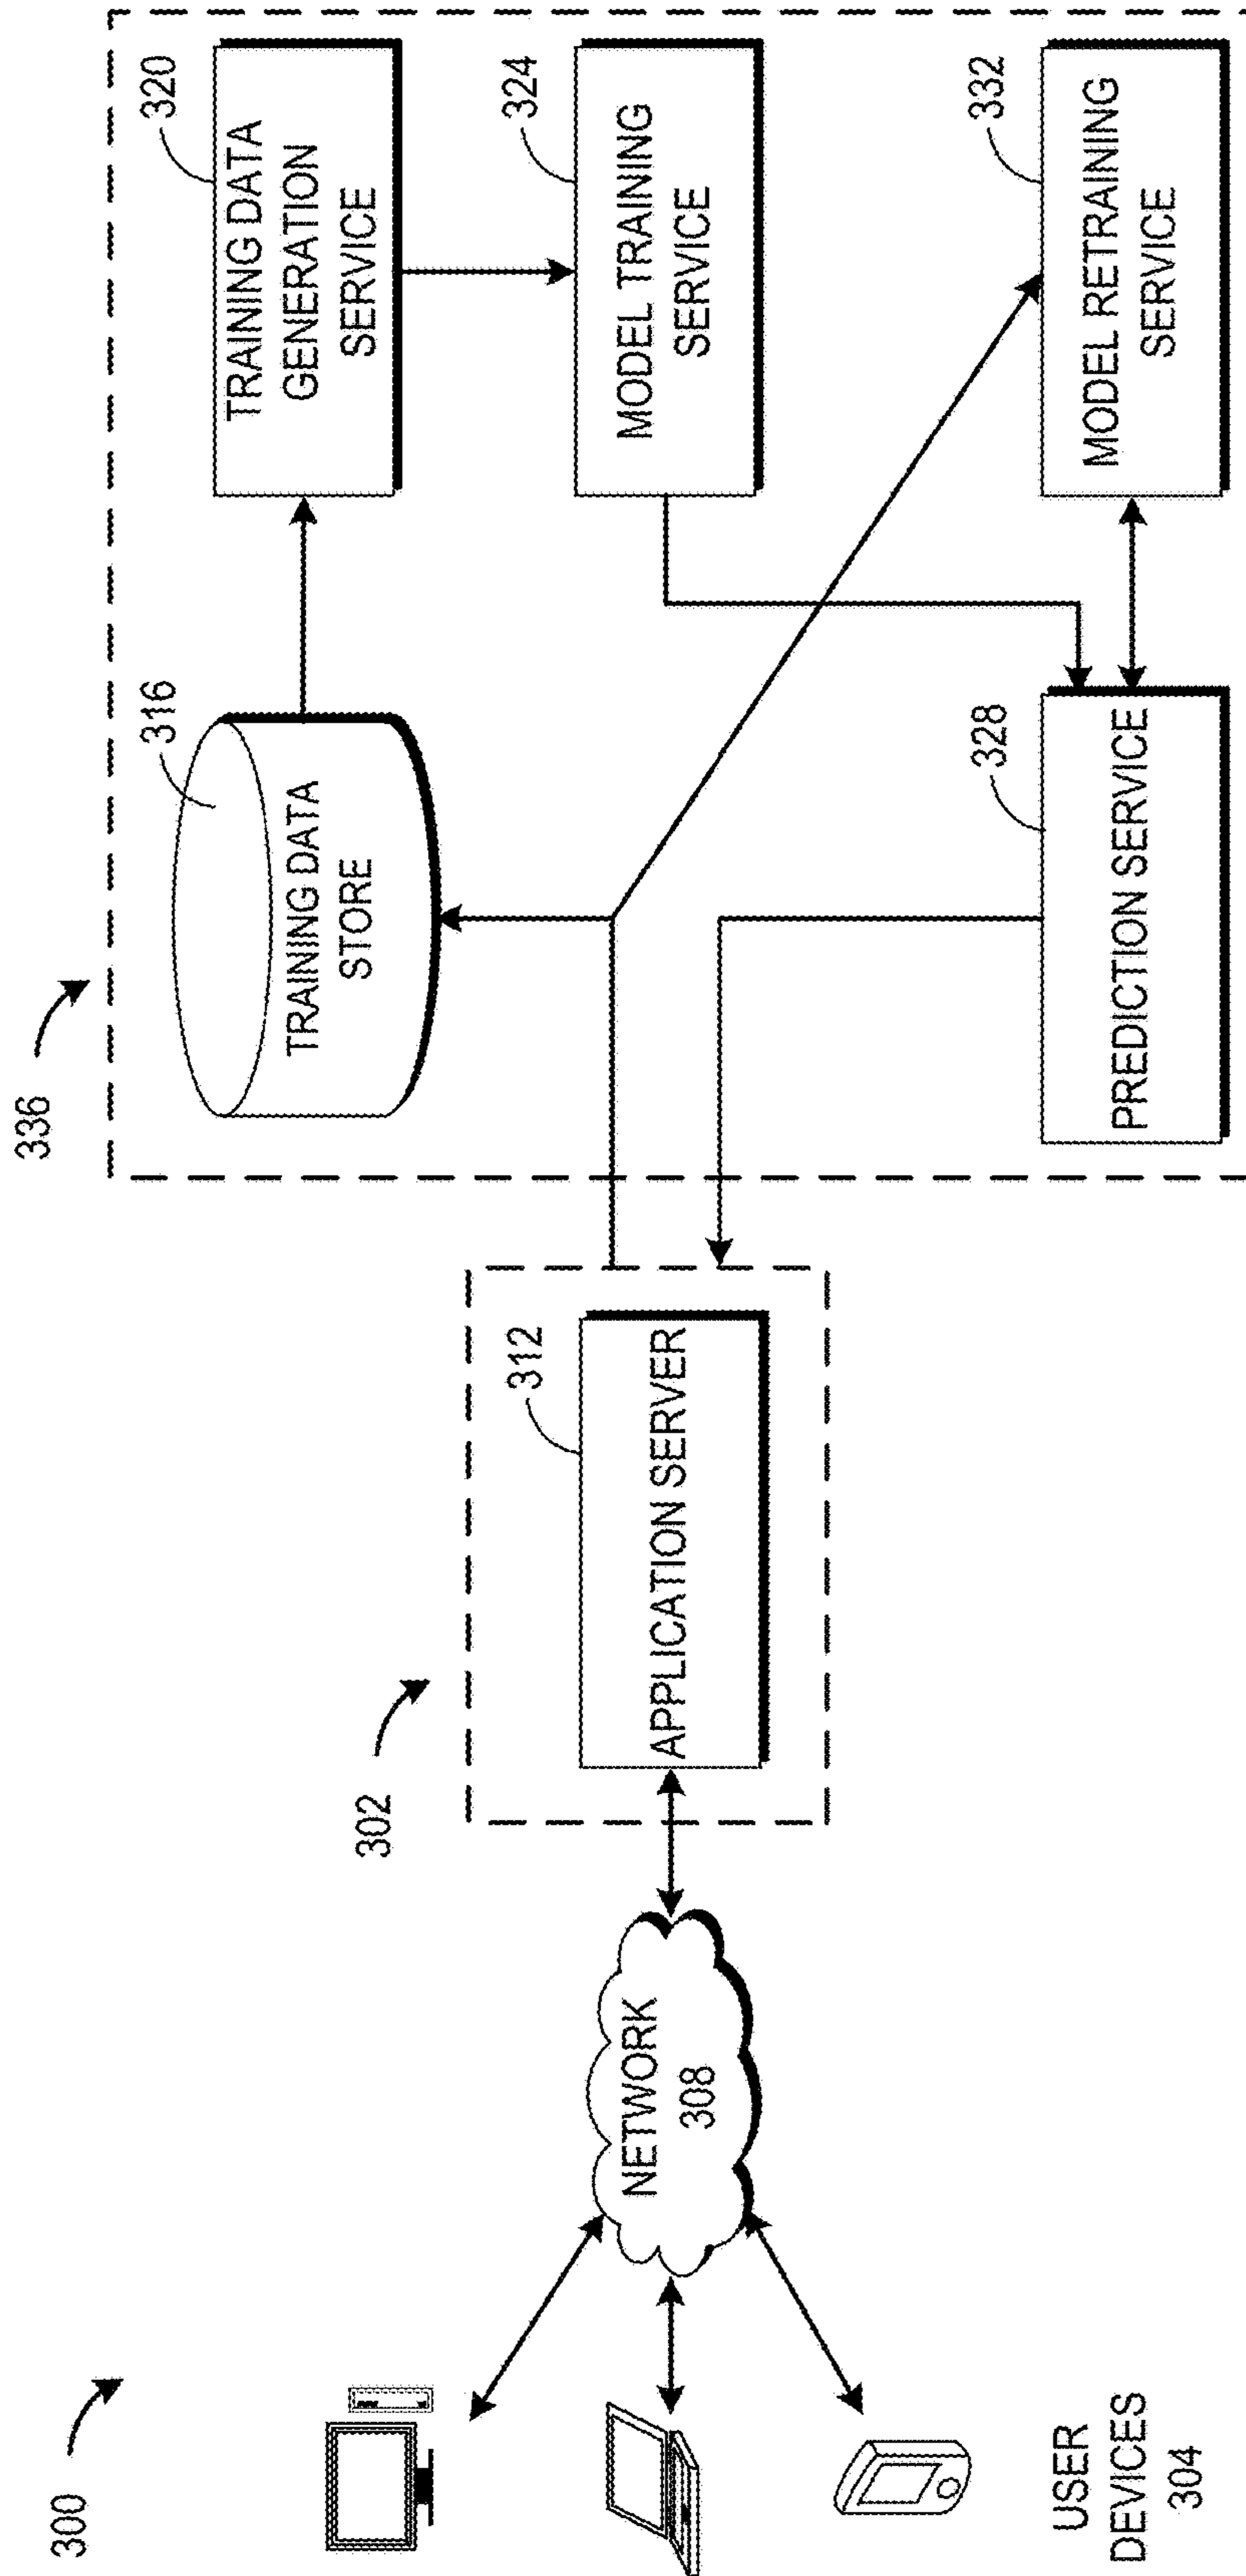 300
USER
DEVICES
304
NETWORK
308
302
APPLICATION SERVER
312
336
TRAINING DATA
STORE
316
TRAINING DATA
GENERATION
SERVICE
320
MODEL TRAINING
SERVICE
324
PREDICTION SERVICE
328
MODEL RETRAINING
SERVICE
332